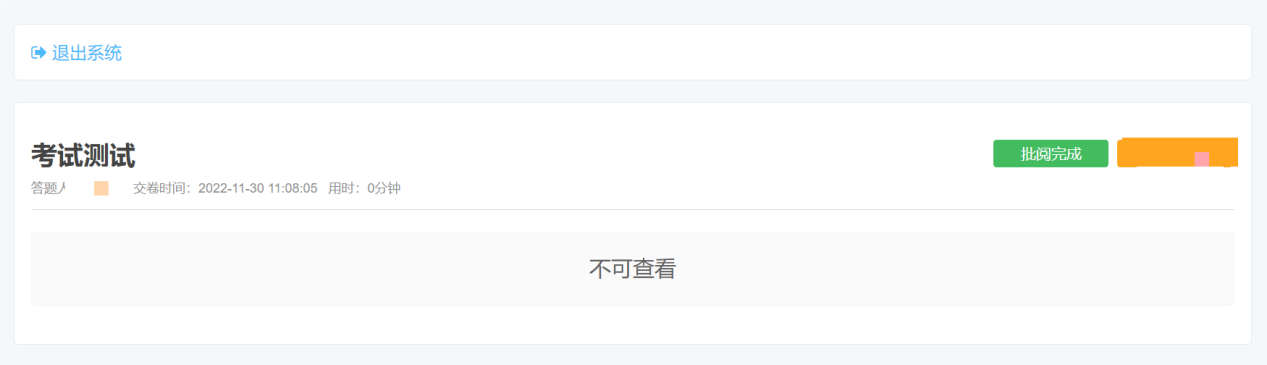 退出系统
考试测试
批阅完成
答题人 交卷时间：2022-11-30 11:08:05 用时：0分钟
不可查看